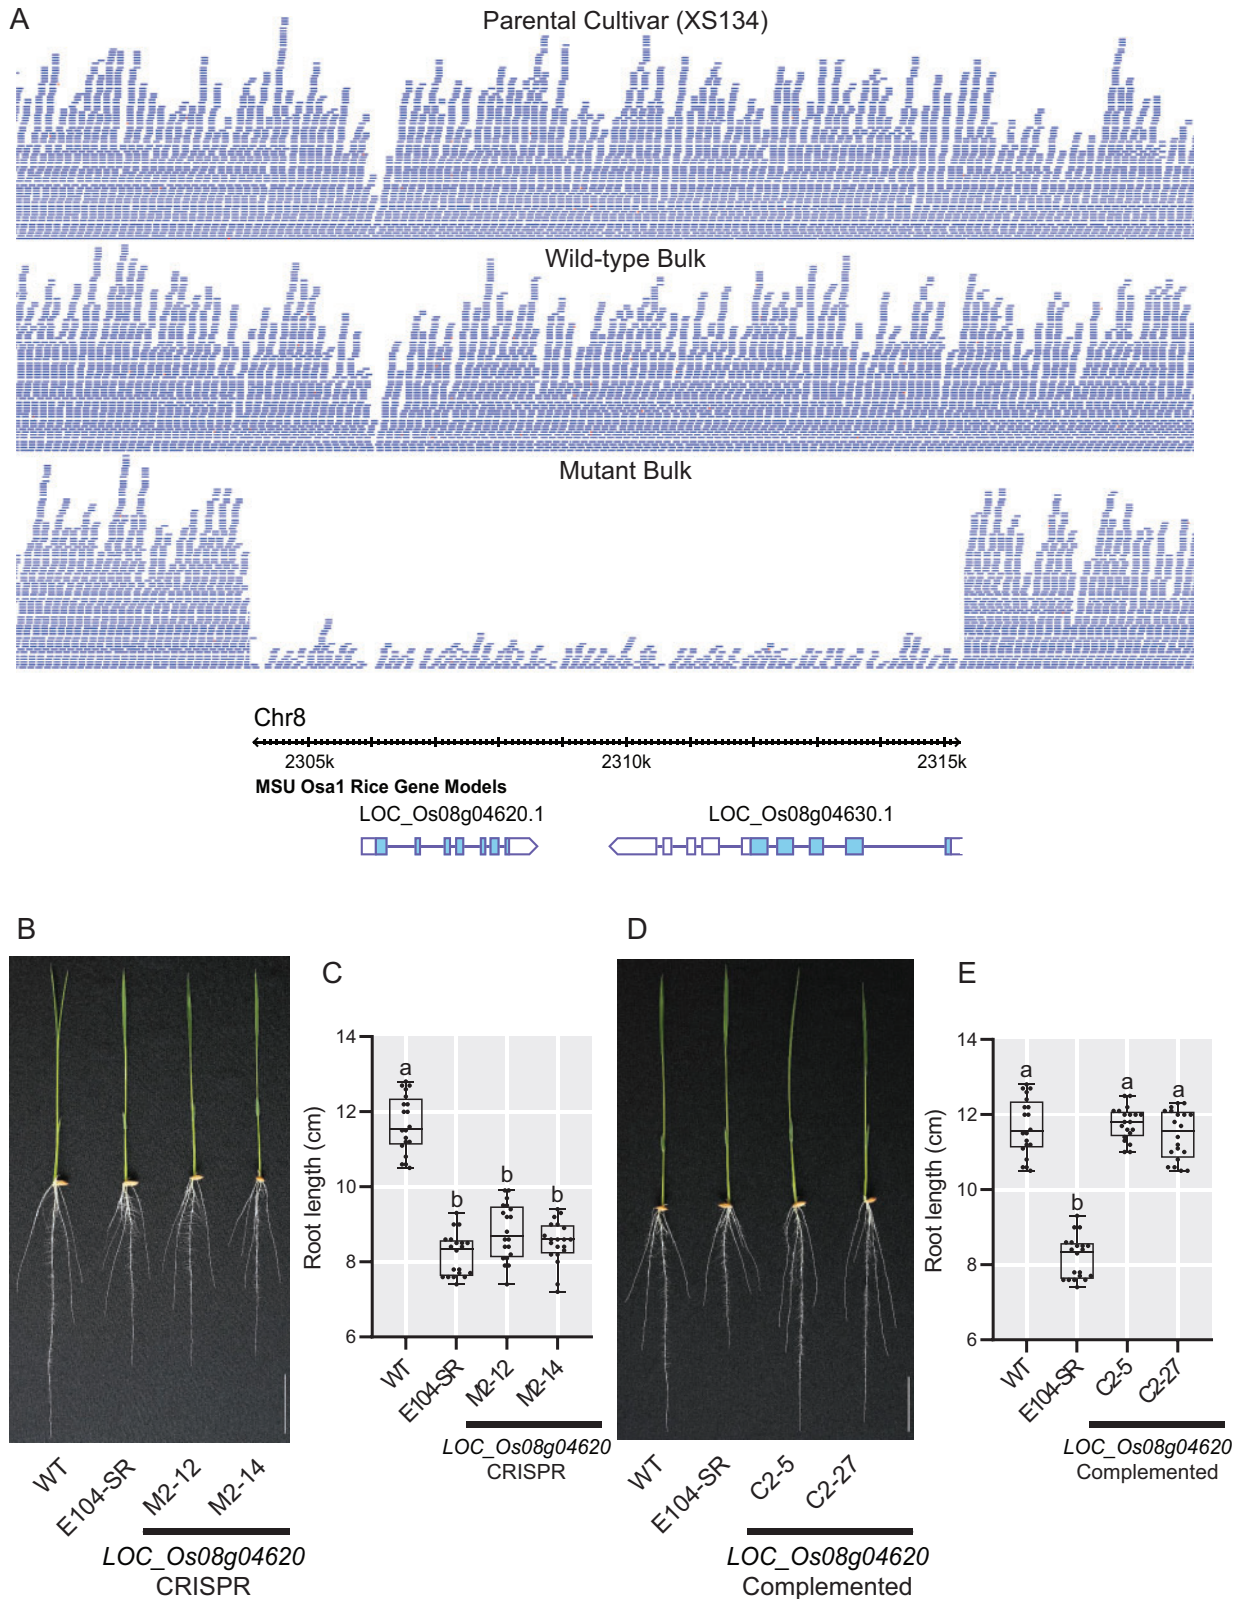 A
Parental Cultivar (XS134)
Wild-type Bulk
Mutant Bulk
Chr8
2305k 2310k 2315k
MSU Osa1 Rice Gene Models
LOC_Os08g04620.1 LOC_Os08g04630.1
B
WT E104-SR M2-12 M2-14
LOC_Os08g04620
CRISPR
C
Root length (cm)
14
12
10
8
6
a b b b
WT E104-SR M2-12 M2-14
LOC_Os08g04620
CRISPR
D
WT E104-SR C2-5 C2-27
LOC_Os08g04620
Complemented
E
Root length (cm)
14
12
10
8
6
a b a a
WT E104-SR C2-5 C2-27
LOC_Os08g04620
Complemented